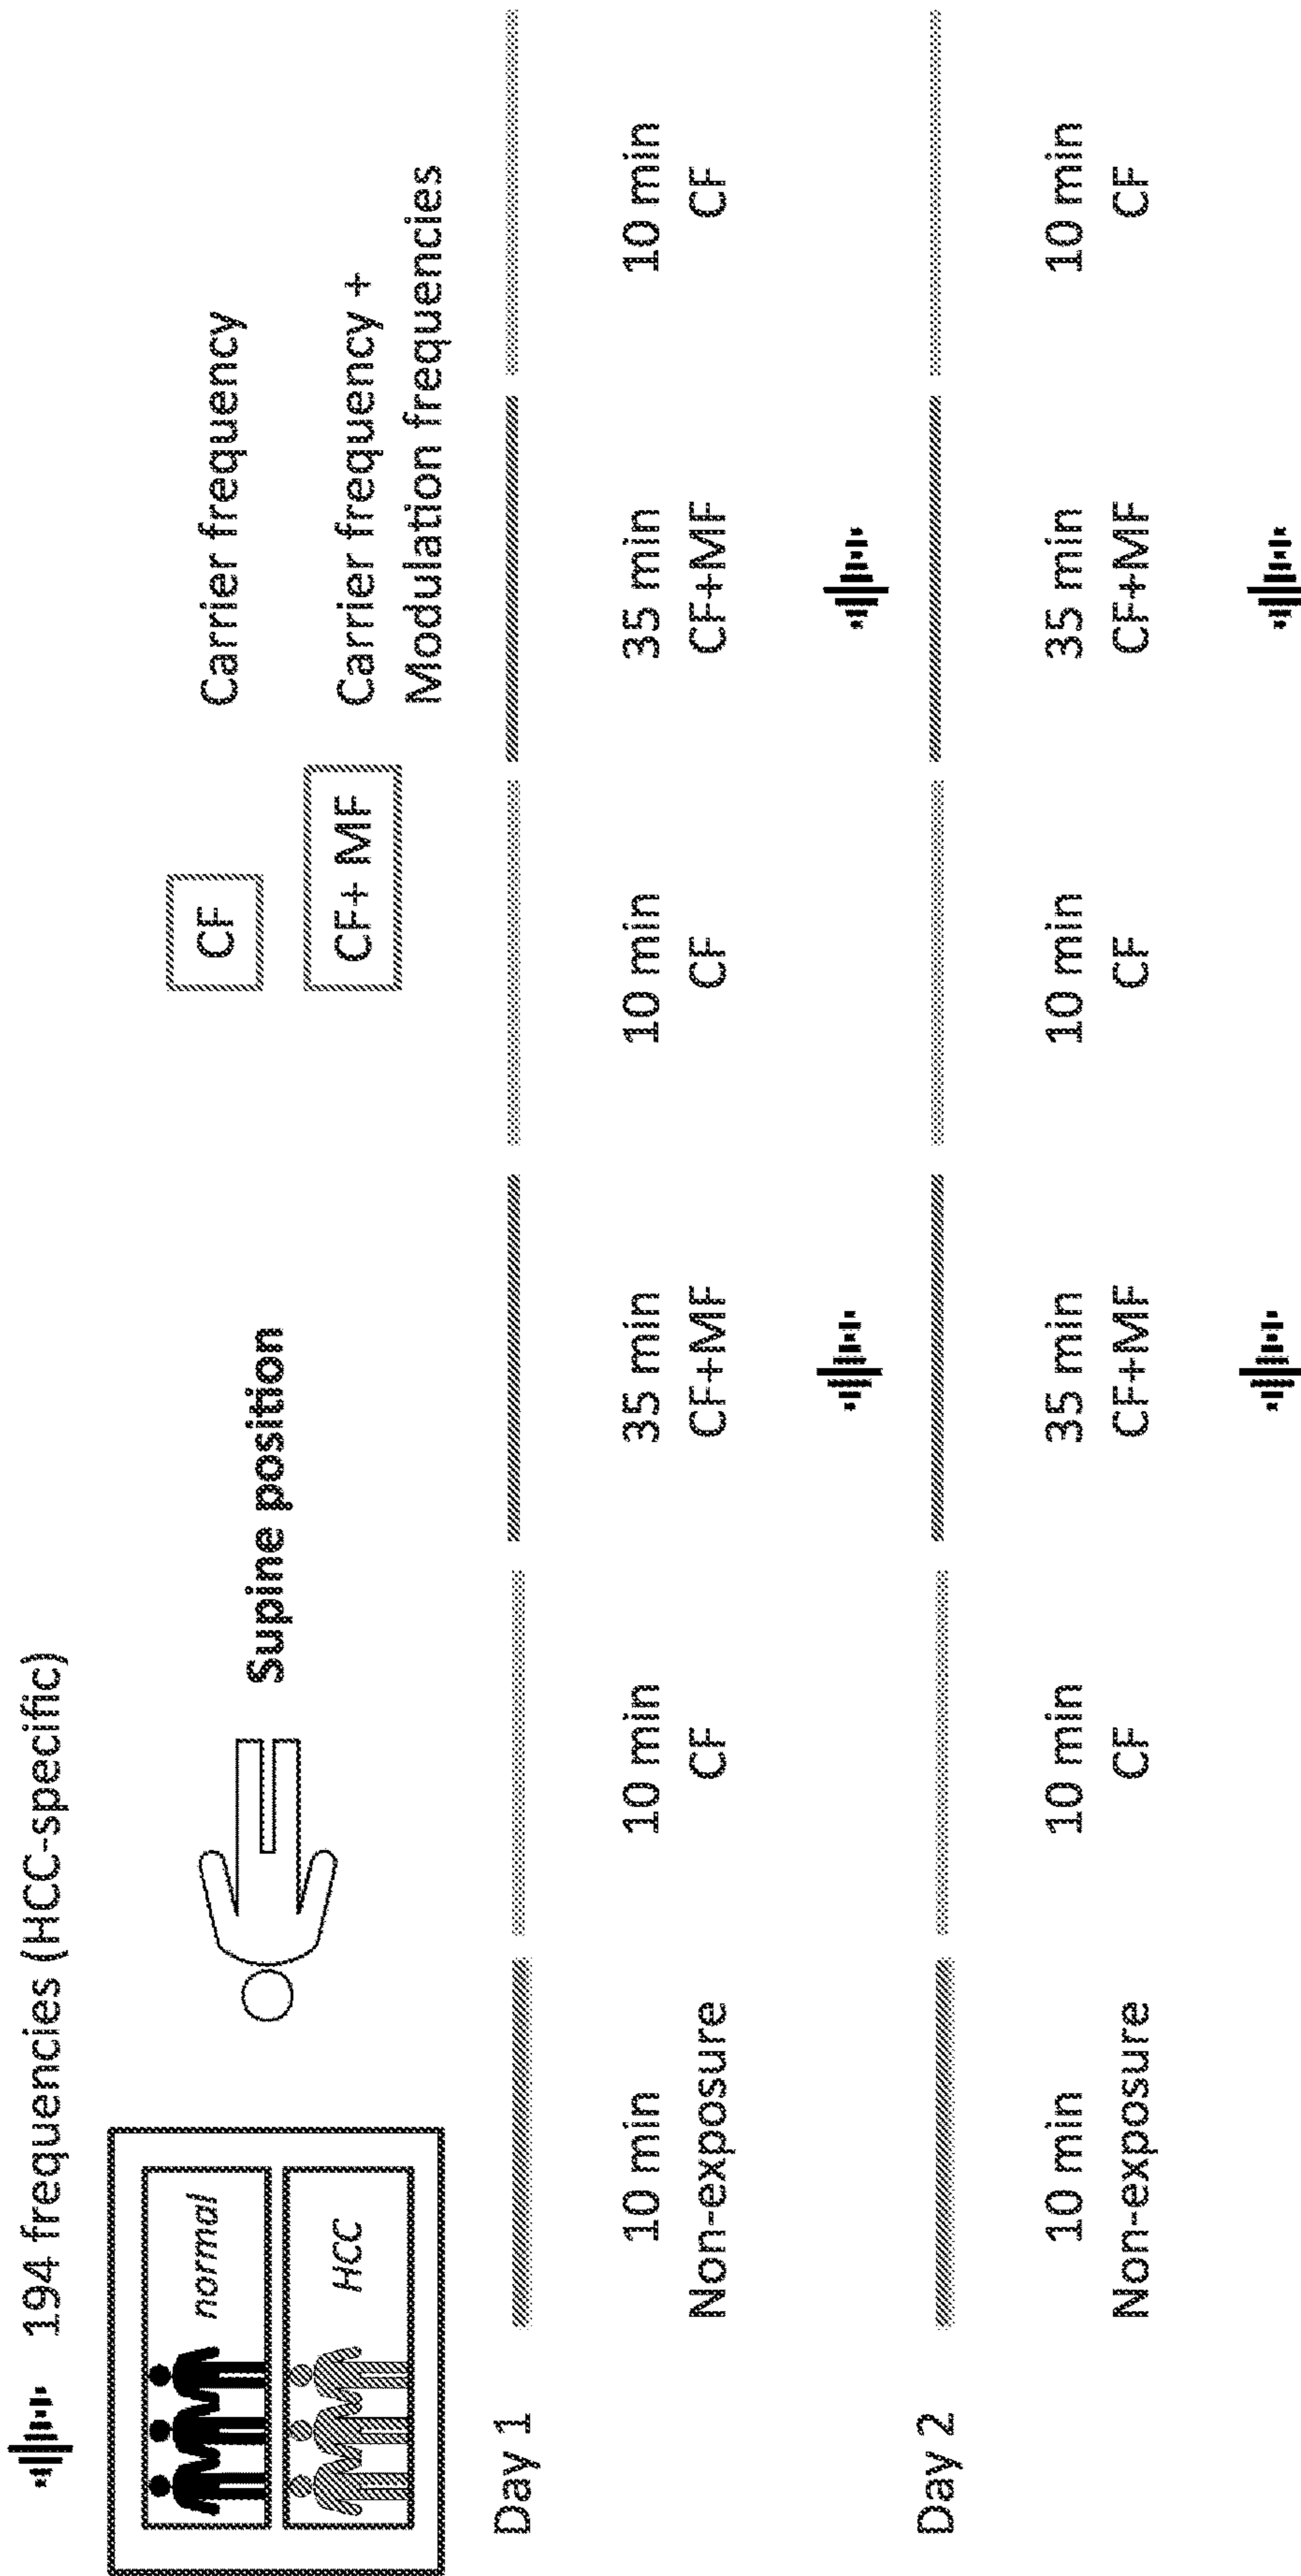 194 frequencies (HCC-specific)
normal
HCC
Supine position
CF
Carrier frequency
CF+ MF
Carrier frequency +
Modulation frequencies
Day 1
10 min
Non-exposure
10 min
CF
35 min
CF+MF
10 min
CF
35 min
CF+MF
10 min
CF
Day 2
10 min
Non-exposure
10 min
CF
35 min
CF+MF
10 min
CF
35 min
CF+MF
10 min
CF